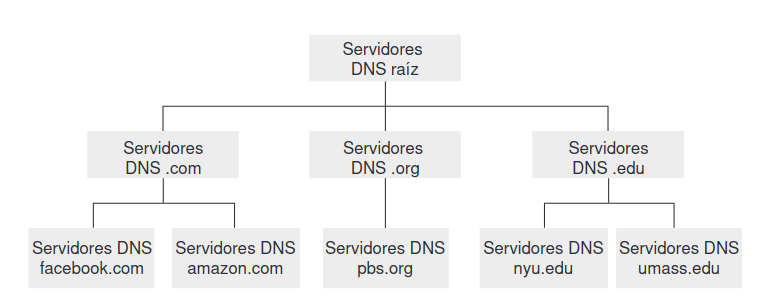 Servidores
DNS raíz
Servidores
DNS .com
Servidores
DNS .org
Servidores
DNS .edu
Servidores DNS
facebook.com
Servidores DNS
amazon.com
Servidores DNS
pbs.org
Servidores DNS
nyu.edu
Servidores DNS
umass.edu